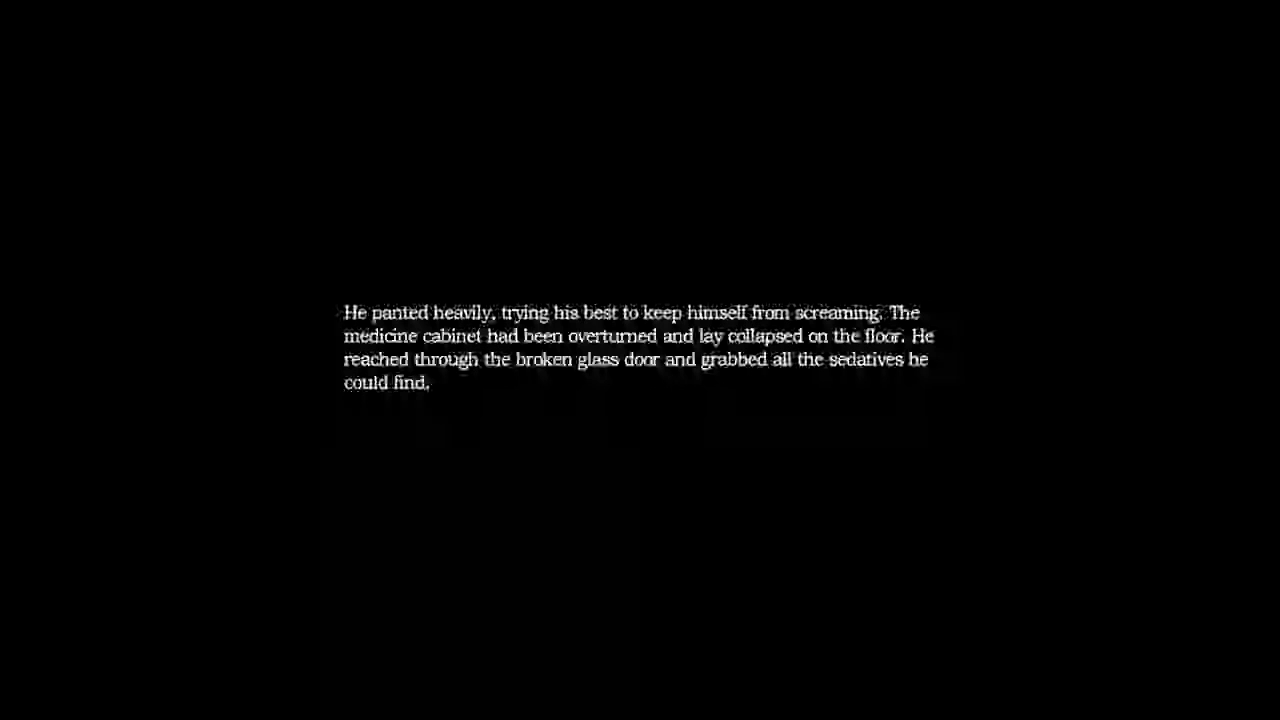 He panted heavily, trying his best to keep himself from screaming. The
medicine cabinet had been overturned and lay collapsed on the floor. He
reached through the broken glass door and grabbed all the sedatives he
could find.